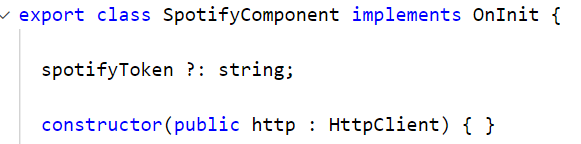 export class SpotifyComponent implements OnInit {
spotifyToken ?: string;
constructor(public http : HttpClient) { }